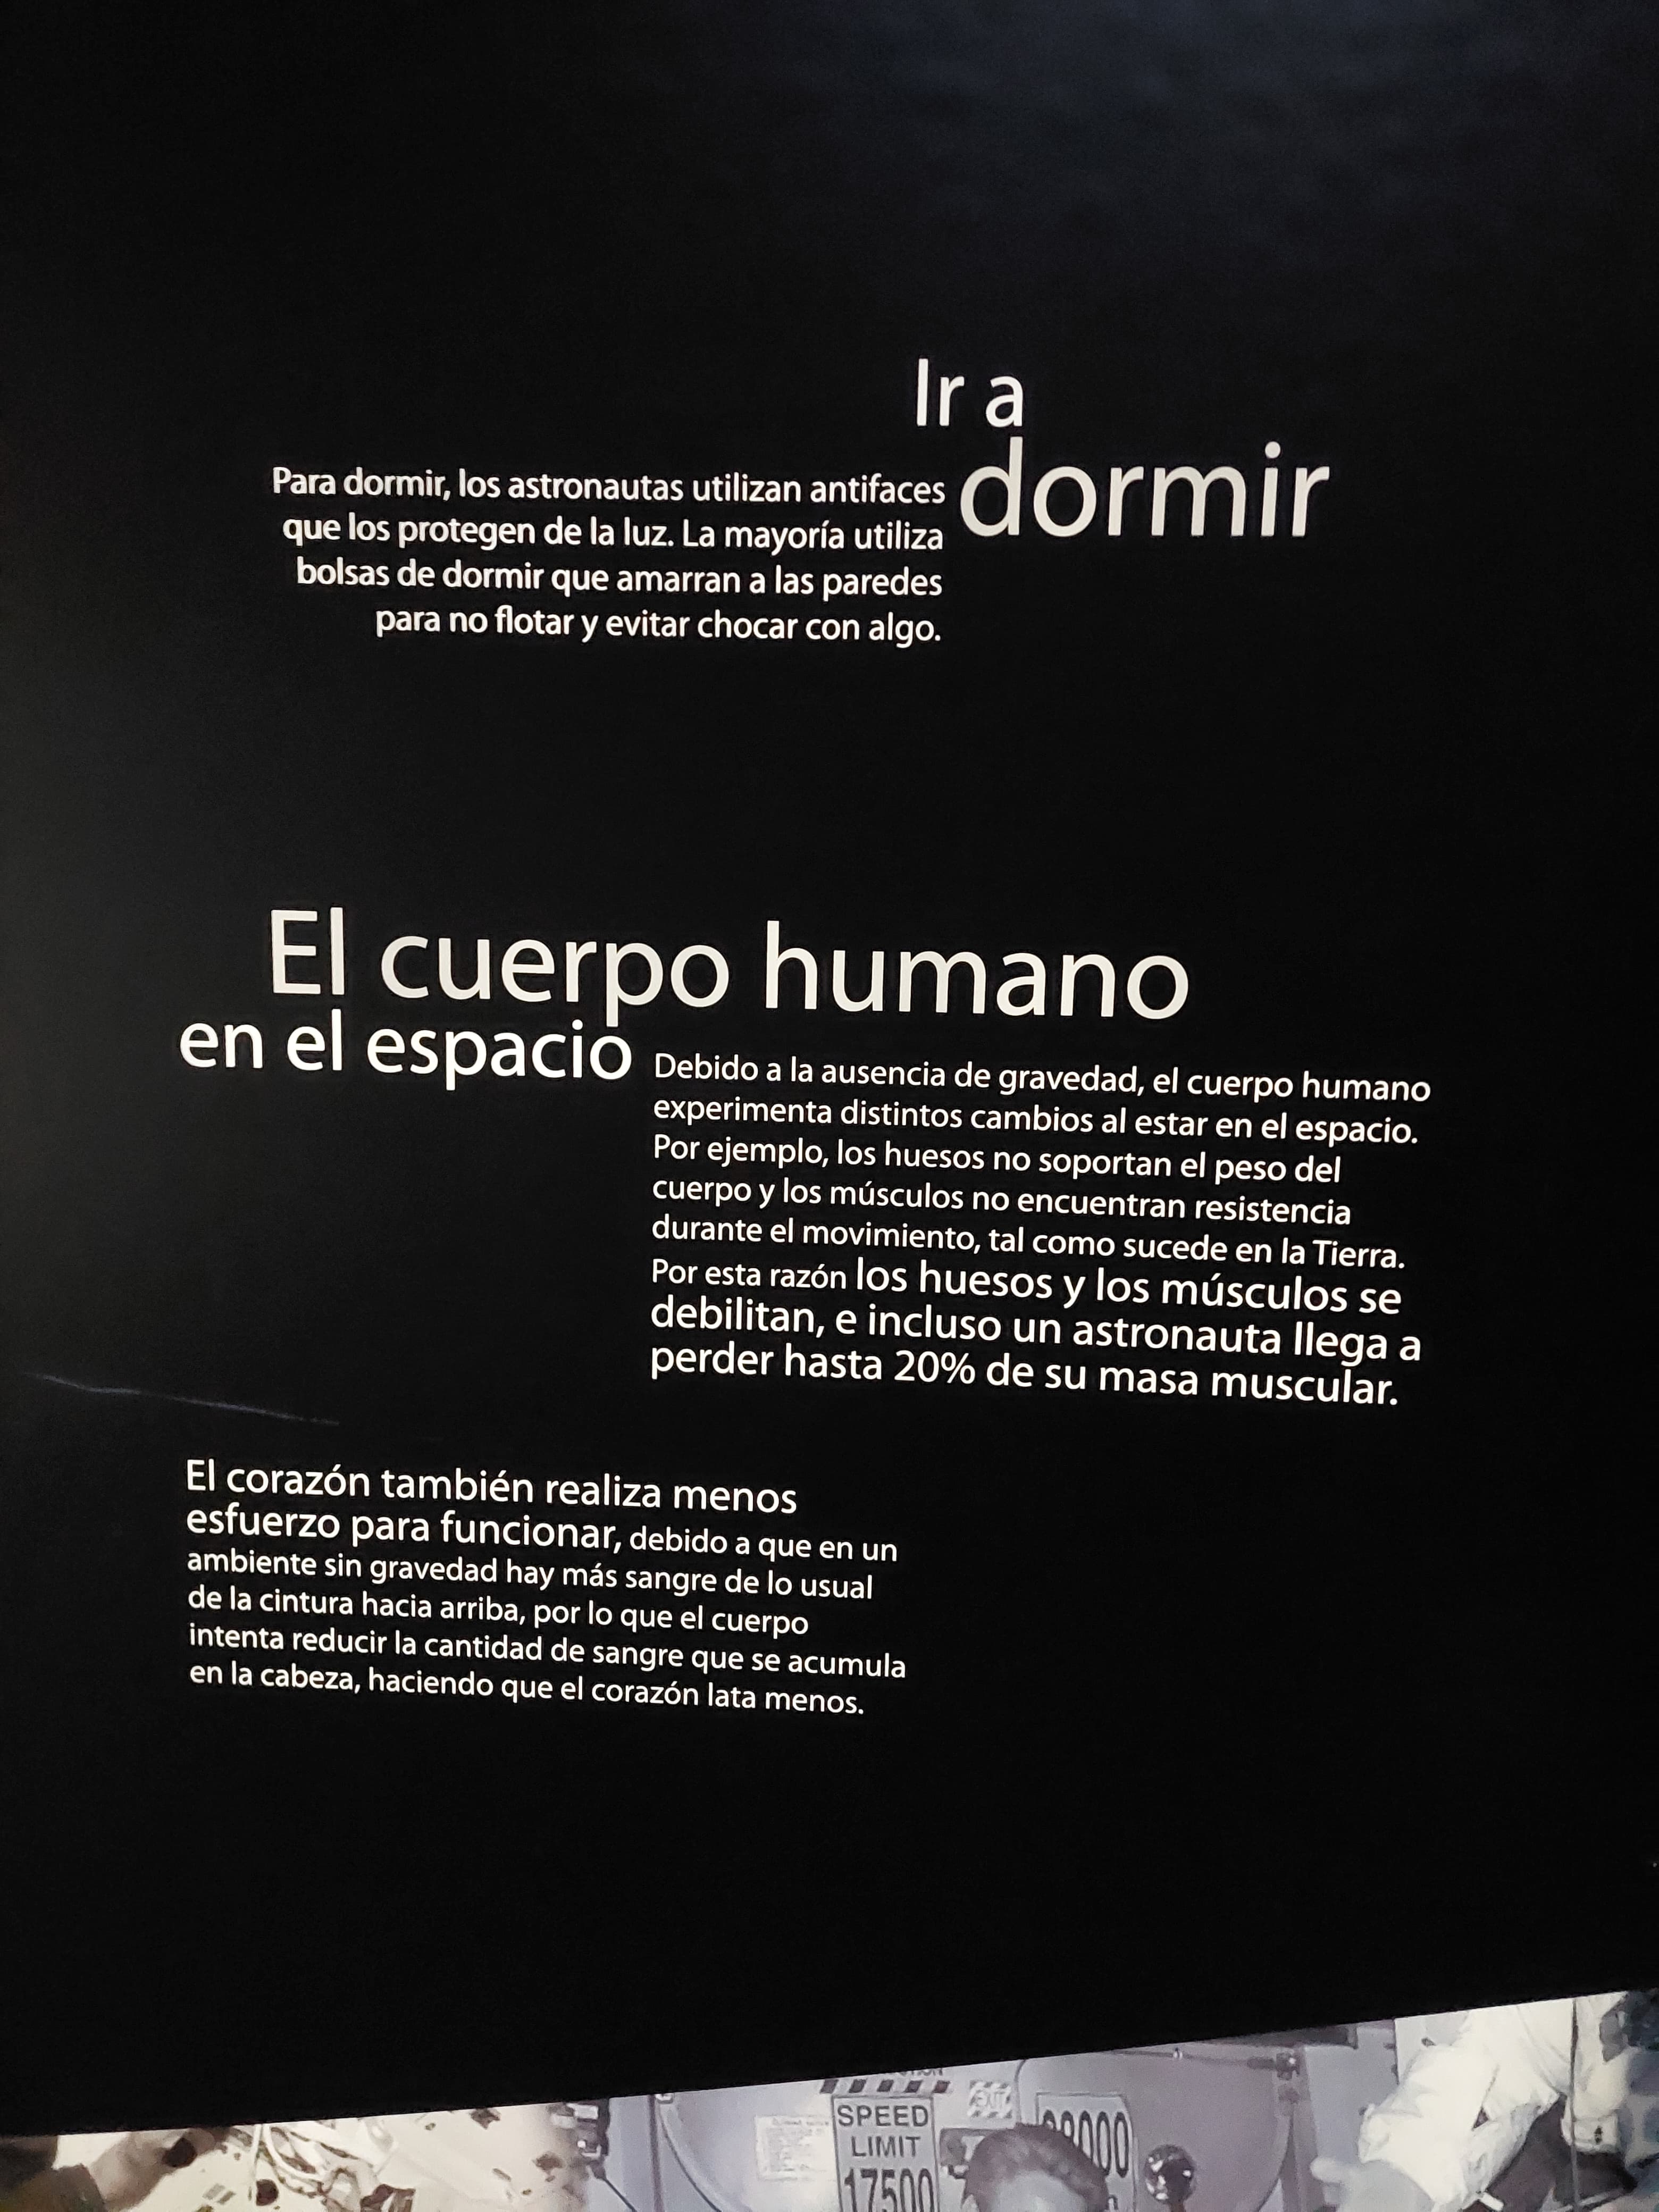 Ir a
dormir
Para dormir, los astronautas utilizan antifaces
que los protegen de la luz. La mayoría utiliza
bolsas de dormir que amarran a las paredes
para no flotar y evitar chocar con algo.
El cuerpo humano
en el espacio
Debido a la ausencia de gravedad, el cuerpo humano
experimenta distintos cambios al estar en el espacio.
Por ejemplo, los huesos no soportan el peso del
cuerpo y los músculos no encuentran resistencia
durante el movimiento, tal como sucede en la Tierra.
Por esta razón los huesos y los músculos se
debilitan, e incluso un astronauta llega a
perder hasta 20% de su masa muscular.
El corazón también realiza menos
esfuerzo para funcionar, debido a que en un
ambiente sin gravedad hay más sangre de lo usual
de la cintura hacia arriba, por lo que el cuerpo
intenta reducir la cantidad de sangre que se acumula
en la cabeza, haciendo que el corazón lata menos.
SPEED
LIMIT
17500